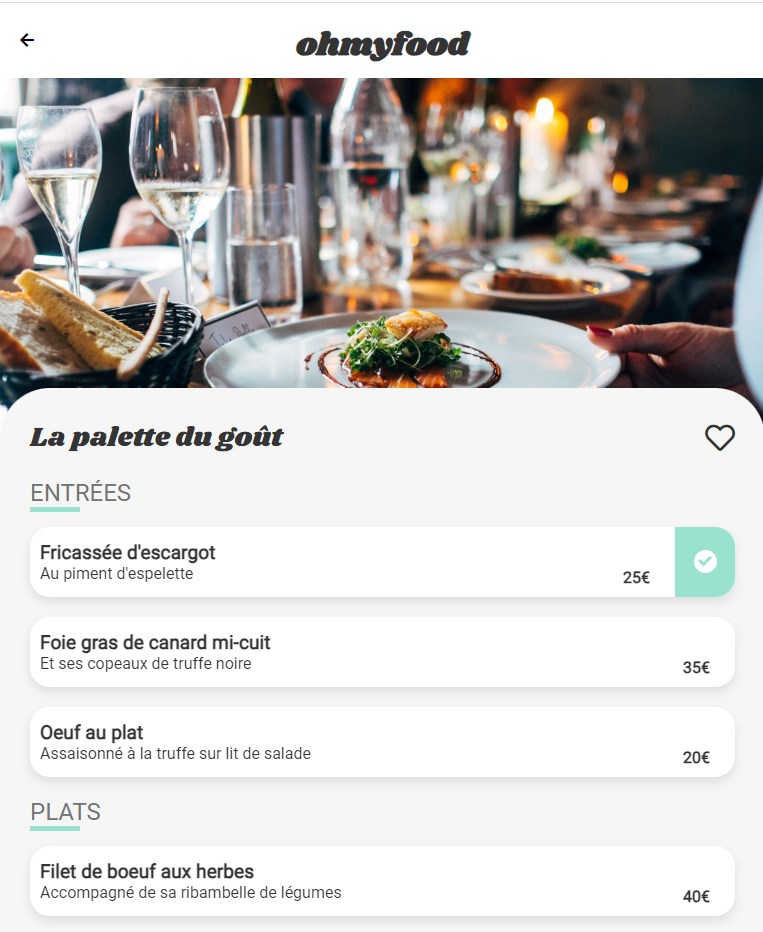 ohmyfood
La palette du goût
ENTRÉES
Fricassée d'escargot
Au piment d'espelette
25€
Foie gras de canard mi-cuit
Et ses copeaux de truffe noire
35€
Oeuf au plat
Assaisonné à la truffe sur lit de salade
20€
PLATS
Filet de boeuf aux herbes
Accompagné de sa ribambelle de légumes
40€